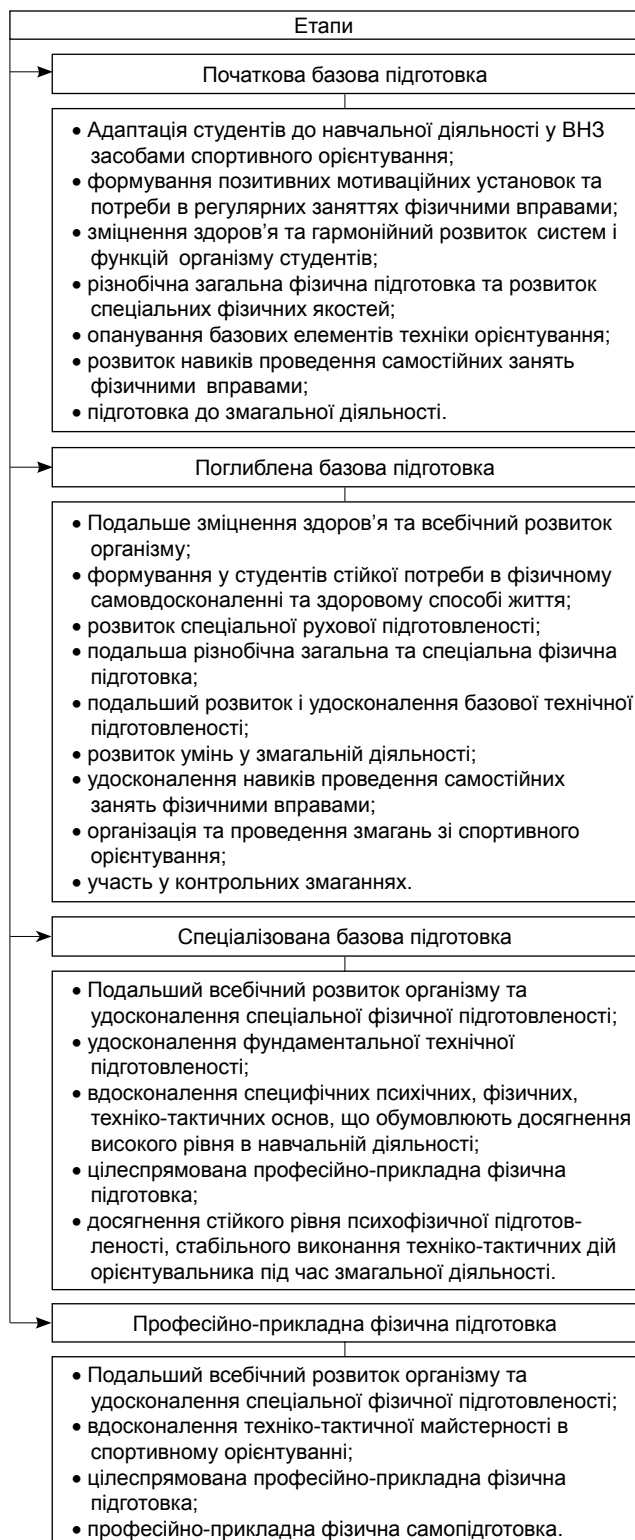 Етапи
Початкова базова підготовка
• Адаптація студентів до навчальної діяльності у ВНЗ
засобами спортивного орієнтування;
• формування позитивних мотиваційних установок та
потреби в регулярних заняттях фізичними вправами;
• зміцнення здоров’я та гармонійний розвиток систем і
функцій організму студентів;
• різнобічна загальна фізична підготовка та розвиток
спеціальних фізичних якостей;
• опанування базових елементів техніки орієнтування;
• розвиток навиків проведення самостійних занять
фізичними вправами;
• підготовка до змагальної діяльності.
Поглиблена базова підготовка
• Подальше зміцнення здоров’я та всебічний розвиток
організму;
• формування у студентів стійкої потреби в фізичному
самовдосконаленні та здоровому способі життя;
• розвиток спеціальної рухової підготовленості;
• подальша різнобічна загальна та спеціальна фізична
підготовка;
• подальший розвиток і удосконалення базової технічної
підготовленості;
• розвиток умінь у змагальній діяльності;
• удосконалення навиків проведення самостійних
занять фізичними вправами;
• організація та проведення змагань зі спортивного
орієнтування;
• участь у контрольних змаганнях.
Спеціалізована базова підготовка
• Подальший всебічний розвиток організму та
удосконалення спеціальної фізичної підготовленості;
• удосконалення фундаментальної технічної
підготовленості;
• вдосконалення специфічних психічних, фізичних,
техніко-тактичних основ, що обумовлюють досягнення
високого рівня в навчальній діяльності;
• цілеспрямована професійно-прикладна фізична
підготовка;
• досягнення стійкого рівня психофізичної підготов-
леності, стабільного виконання техніко-тактичних дій
орієнтувальника під час змагальної діяльності.
Професійно-прикладна фізична підготовка
• Подальший всебічний розвиток організму та
удосконалення спеціальної фізичної підготовленості;
• вдосконалення техніко-тактичної майстерності в
спортивному орієнтуванні;
• цілеспрямована професійно-прикладна фізична
підготовка;
• професійно-прикладна фізична самопідготовка.